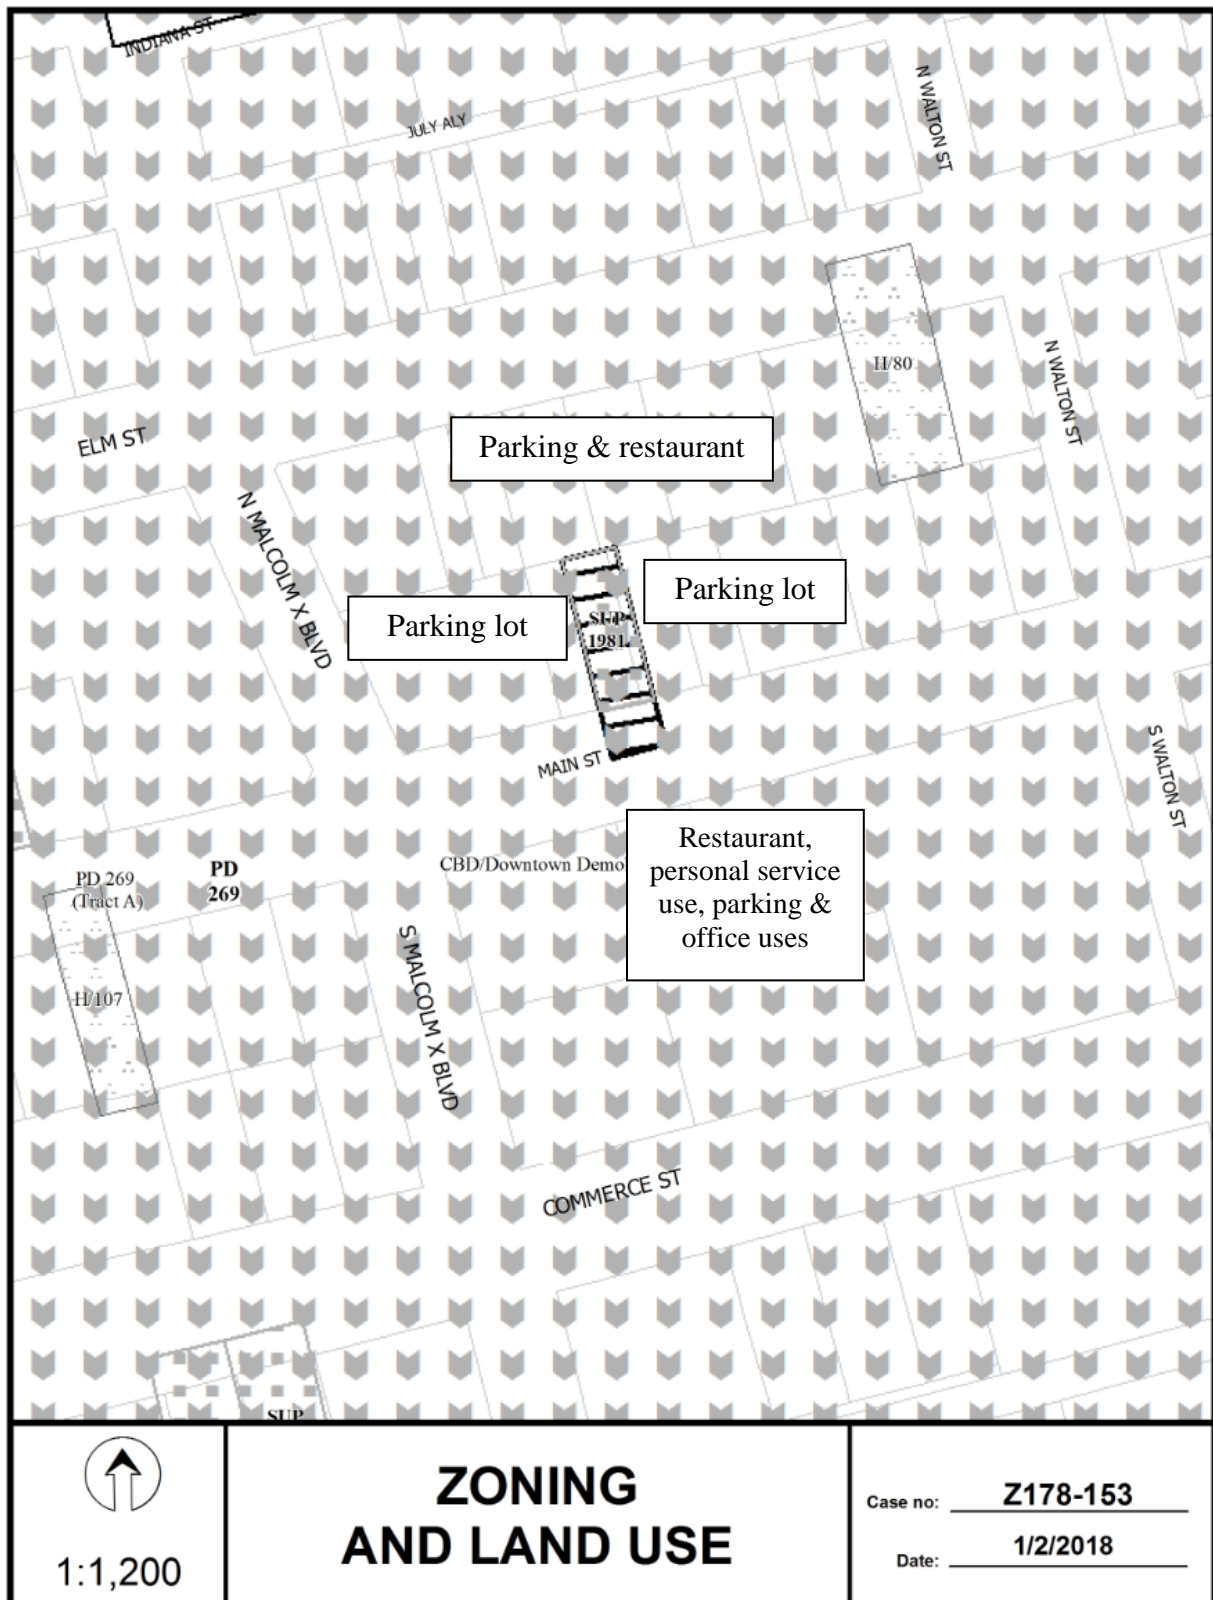 INDIANA ST
JULY ALY
N WALTON ST
H/80
N WALTON ST
ELM ST
Parking & restaurant
N MALCOLM X BLVD
Parking lot
Parking lot
SUP
1981
MAIN ST
S WALTON ST
Restaurant,
personal service
use, parking &
office uses
CBD/Downtown Demo
PD 269
(Tract A)
PD
269
H/107
S MALCOLM X BLVD
COMMERCE ST
SUP
1:1,200
ZONING
AND LAND USE
Case no: Z178-153
Date: 1/2/2018